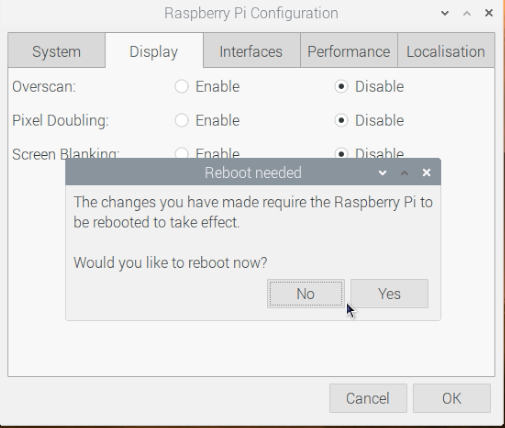 Raspberry Pi Configuration
System Display Interfaces Performance Localisation
Overscan: Enable Disable
Pixel Doubling: Enable Disable
Screen Blanking: Enable Disable
Reboot needed
The changes you have made require the Raspberry Pi to
be rebooted to take effect.
Would you like to reboot now?
No Yes
Cancel OK